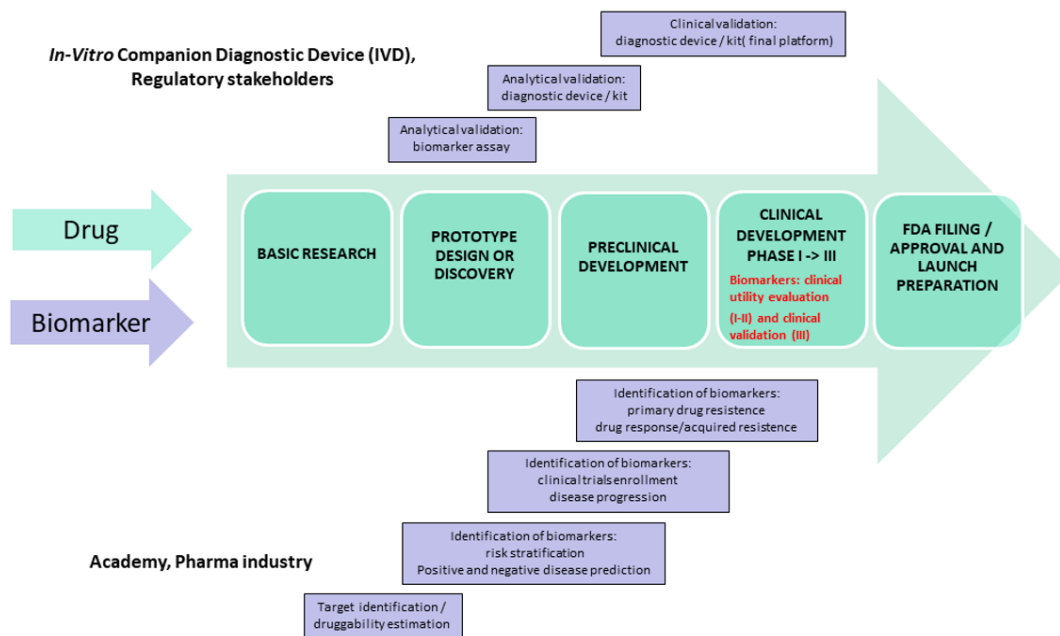 Clinical validation:
diagnostic device / kit( final platform)
In-Vitro Companion Diagnostic Device (IVD),
Regulatory stakeholders
Analytical validation:
diagnostic device / kit
Analytical validation:
biomarker assay
Drug
Biomarker
BASIC RESEARCH
PROTOTYPE
DESIGN OR
DISCOVERY
PRECLINICAL
DEVELOPMENT
CLINICAL
DEVELOPMENT
PHASE I -> III
Biomarkers: clinical
utility evaluation
(I-II) and clinical
validation (III)
FDA FILING /
APPROVAL AND
LAUNCH
PREPARATION
Identification of biomarkers:
primary drug resistence
drug response/acquired resistence
Identification of biomarkers:
clinical trials enrollment
disease progression
Identification of biomarkers:
risk stratification
Positive and negative disease prediction
Academy, Pharma industry
Target identification /
druggability estimation